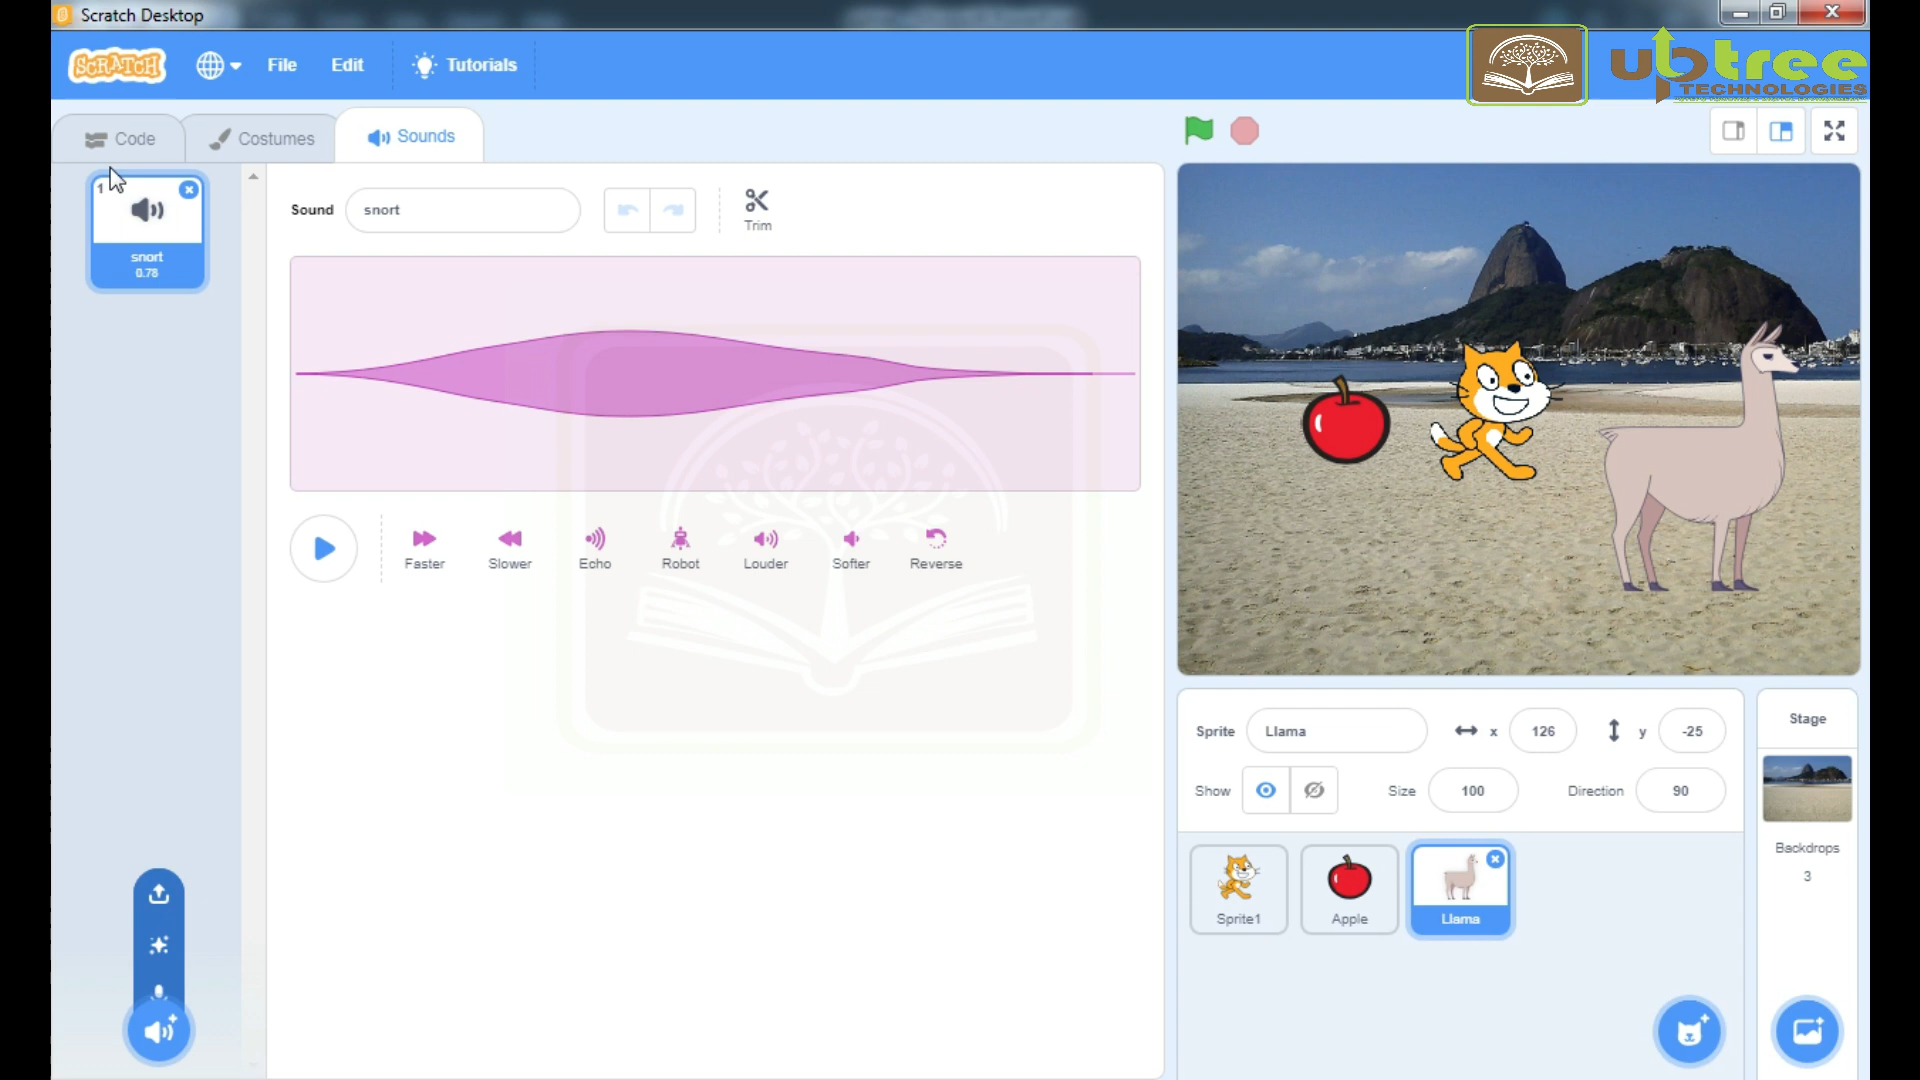 Scratch Desktop
SCRATCH
File
Edit
Tutorials
ubtree
TECHNOLOGIES
Code
Costumes
Sounds
1
snort
0.78
Sound
snort
Trim
Faster
Slower
Echo
Robot
Louder
Softer
Reverse
Sprite
Llama
x
126
y
-25
Show
Size
100
Direction
90
Sprite1
Apple
Llama
Stage
Backdrops
3